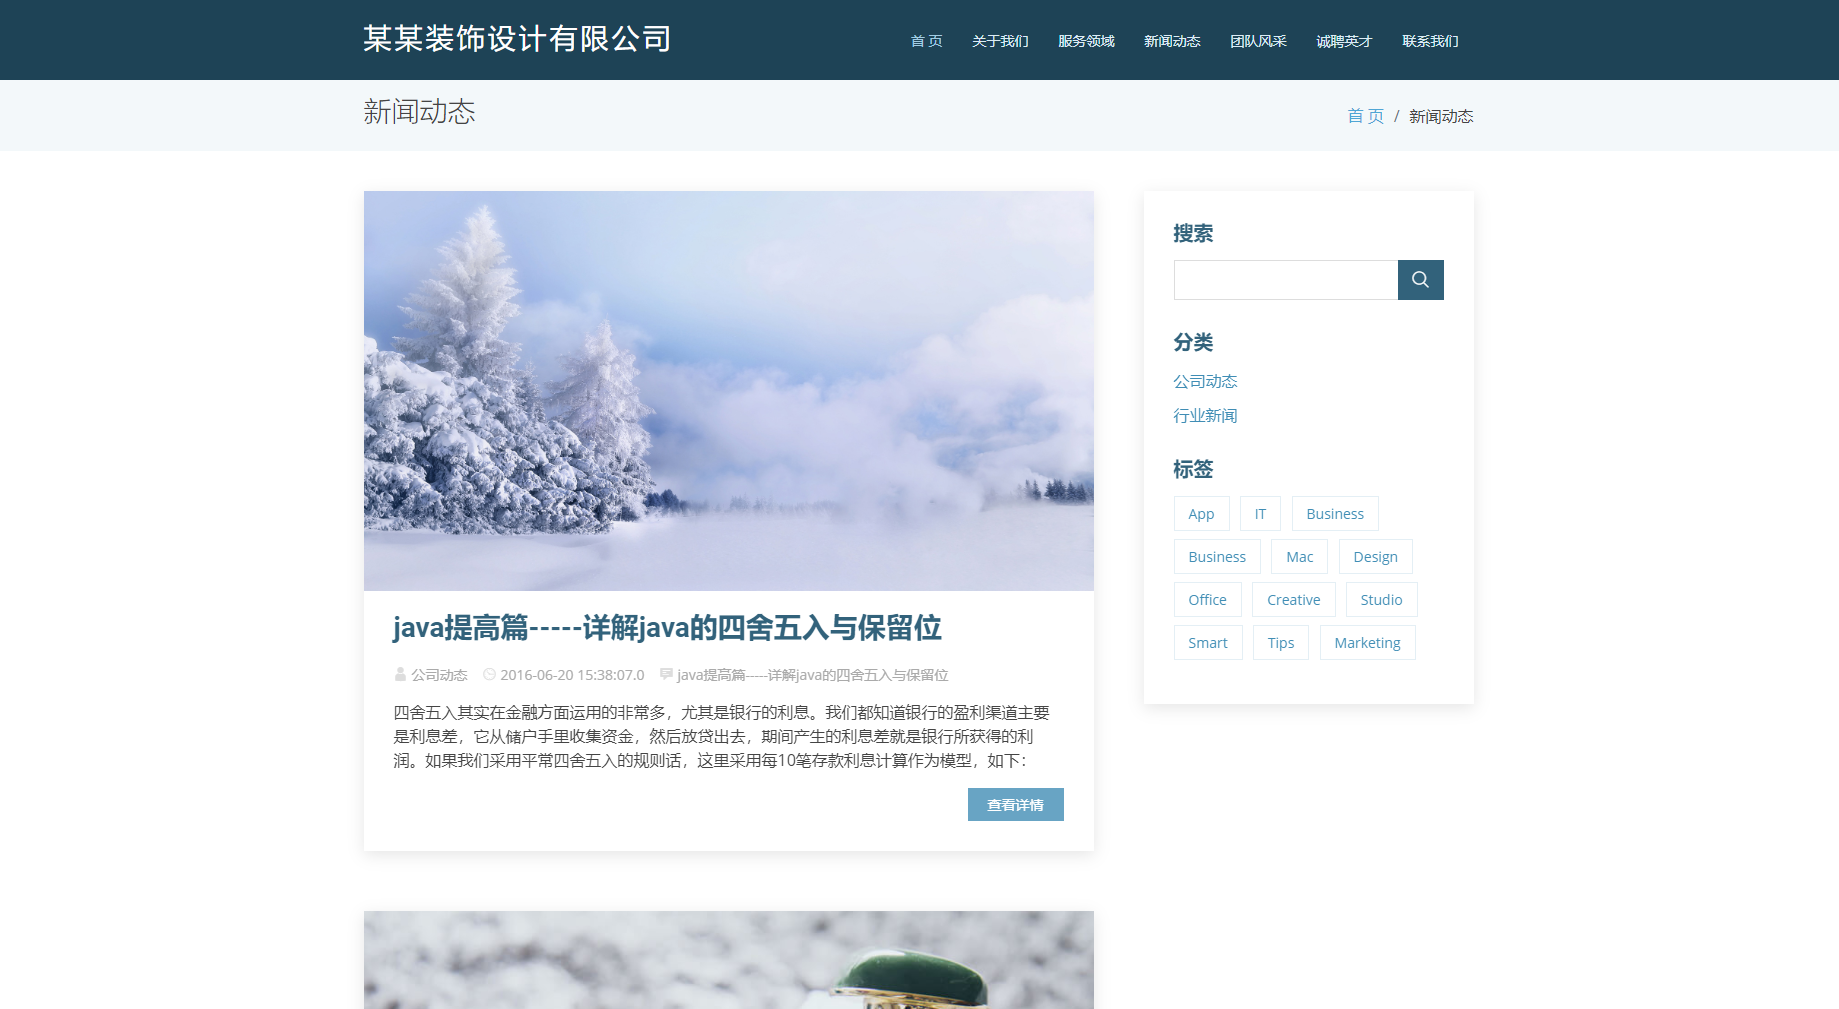 某某装饰设计有限公司
首 页 关于我们 服务领域 新闻动态 团队风采 诚聘英才 联系我们
新闻动态
首 页 / 新闻动态
java提高篇-----详解java的四舍五入与保留位
公司动态 2016-06-20 15:38:07.0 java提高篇-----详解java的四舍五入与保留位
四舍五入其实在金融方面运用的非常多，尤其是银行的利息。我们都知道银行的盈利渠道主要
是利息差，它从储户手里收集资金，然后放贷出去，期间产生的利息差就是银行所获得的利
润。如果我们采用平常四舍五入的规则话，这里采用每10笔存款利息计算作为模型，如下：
查看详情
搜索
分类
公司动态
行业新闻
标签
App IT Business
Business Mac Design
Office Creative Studio
Smart Tips Marketing